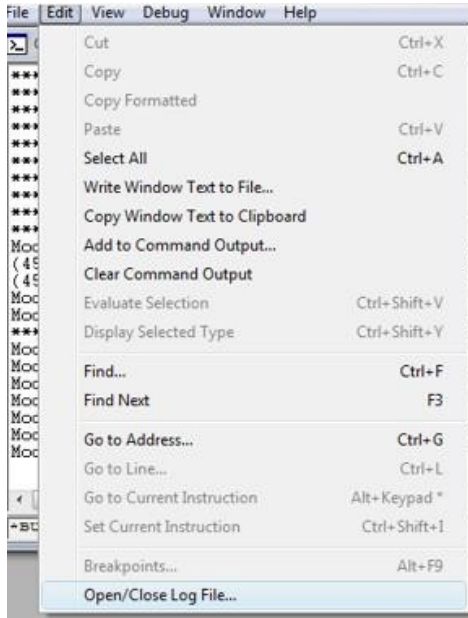 File Edit View Debug Window Help
Cut Ctrl+X
Copy Ctrl+C
Copy Formatted
Paste Ctrl+V
Select All Ctrl+A
Write Window Text to File...
Copy Window Text to Clipboard
Add to Command Output...
Clear Command Output
Evaluate Selection Ctrl+Shift+V
Display Selected Type Ctrl+Shift+Y
Find... Ctrl+F
Find Next F3
Go to Address... Ctrl+G
Go to Line... Ctrl+L
Go to Current Instruction Alt+Keypad *
Set Current Instruction Ctrl+Shift+I
Breakpoints... Alt+F9
Open/Close Log File...